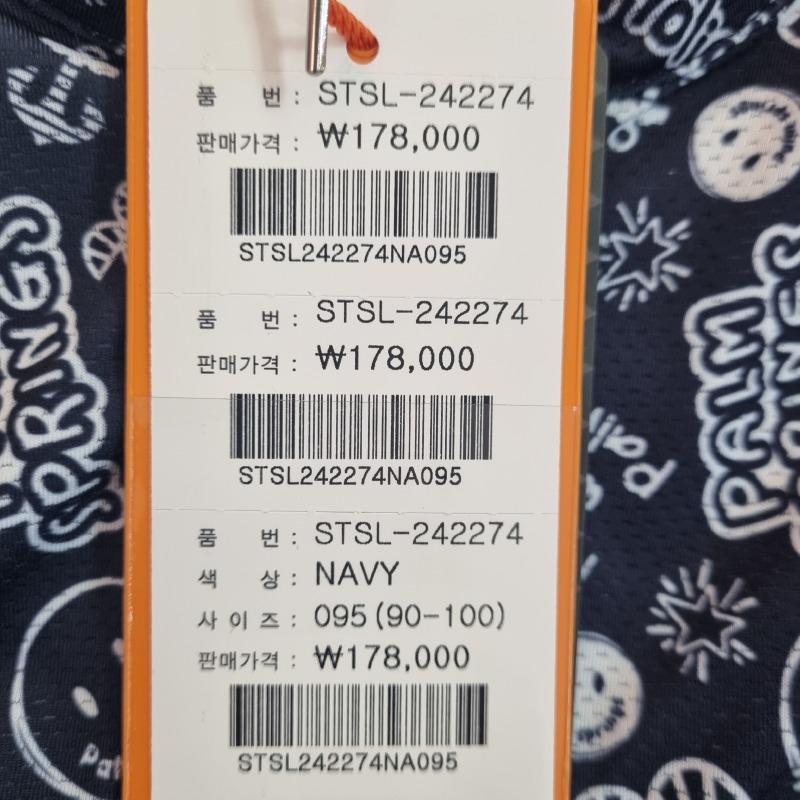 품 번 : STSL-242274
판매가격 : ₩178,000
STSL242274NA095
품 번 : STSL-242274
판매가격 : ₩178,000
STSL242274NA095
품 번 : STSL-242274
색 상 : NAVY
사 이 즈 : 095 (90-100)
판매가격 : ₩178,000
STSL242274NA095
SPRINGS
PALM